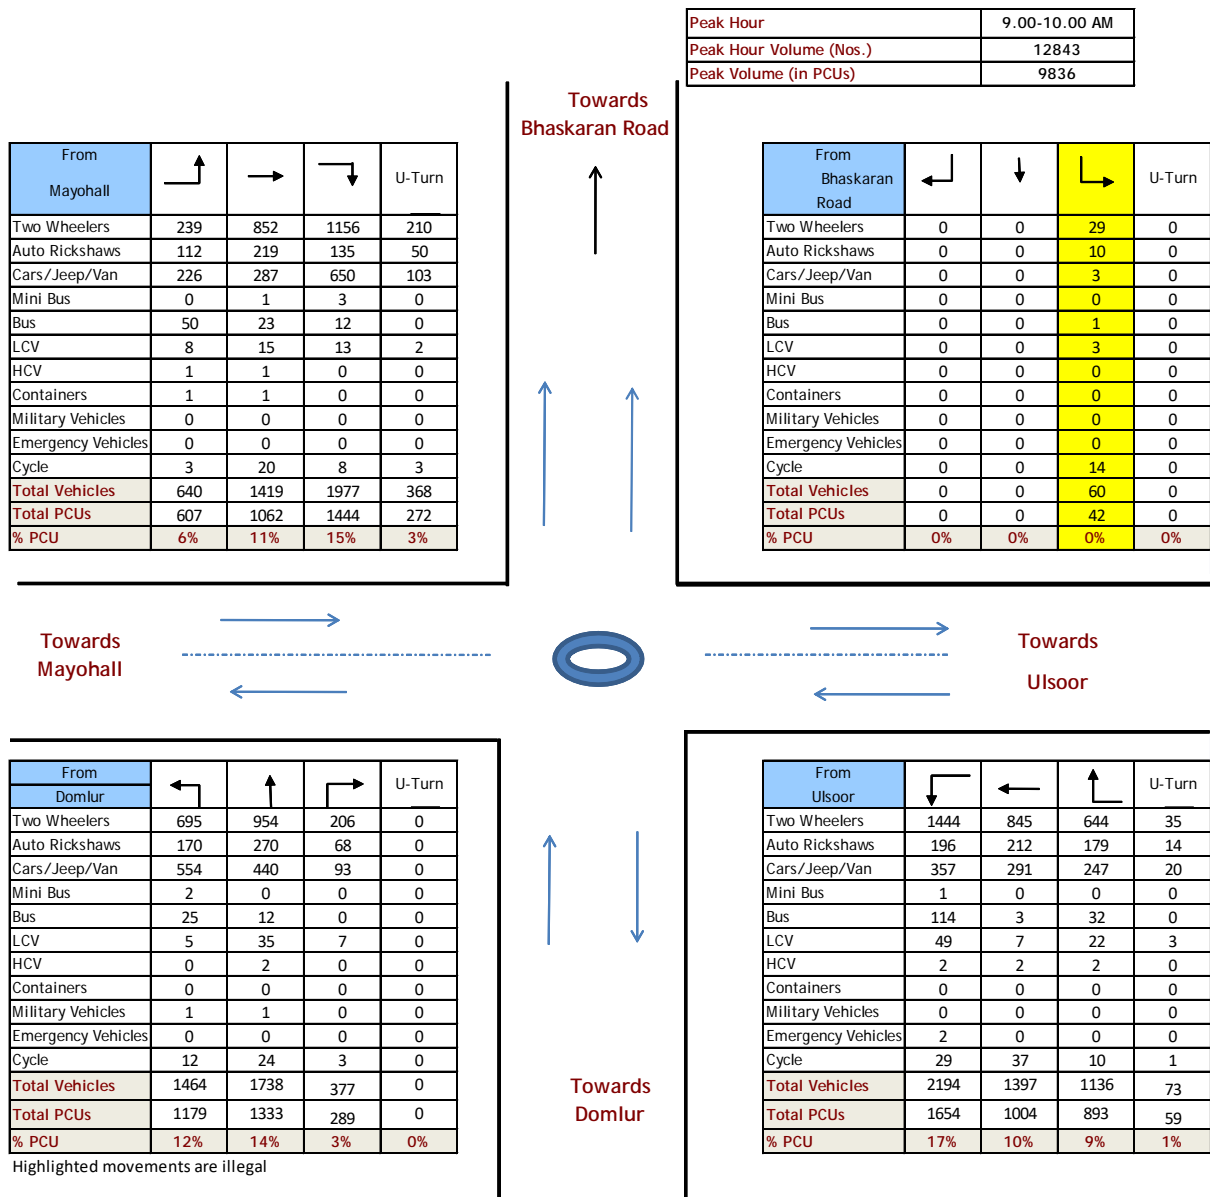 Peak Hour 9.00-10.00 AM
Peak Hour Volume (Nos.) 12843
Peak Volume (in PCUs) 9836
Towards
Bhaskaran Road
From
Mayohall
U-Turn
Two Wheelers 239 852 1156 210
Auto Rickshaws 112 219 135 50
Cars/Jeep/Van 226 287 650 103
Mini Bus 0 1 3 0
Bus 50 23 12 0
LCV 8 15 13 2
HCV 1 1 0 0
Containers 1 1 0 0
Military Vehicles 0 0 0 0
Emergency Vehicles 0 0 0 0
Cycle 3 20 8 3
Total Vehicles 640 1419 1977 368
Total PCUs 607 1062 1444 272
% PCU 6% 11% 15% 3%
From
Bhaskaran
Road
U-Turn
Two Wheelers 0 0 29 0
Auto Rickshaws 0 0 10 0
Cars/Jeep/Van 0 0 3 0
Mini Bus 0 0 0 0
Bus 0 0 1 0
LCV 0 0 3 0
HCV 0 0 0 0
Containers 0 0 0 0
Military Vehicles 0 0 0 0
Emergency Vehicles 0 0 0 0
Cycle 0 0 14 0
Total Vehicles 0 0 60 0
Total PCUs 0 0 42 0
% PCU 0% 0% 0% 0%
Towards
Mayohall
Towards
Ulsoor
From
Domlur
U-Turn
Two Wheelers 695 954 206 0
Auto Rickshaws 170 270 68 0
Cars/Jeep/Van 554 440 93 0
Mini Bus 2 0 0 0
Bus 25 12 0 0
LCV 5 35 7 0
HCV 0 2 0 0
Containers 0 0 0 0
Military Vehicles 1 1 0 0
Emergency Vehicles 0 0 0 0
Cycle 12 24 3 0
Total Vehicles 1464 1738 377 0
Total PCUs 1179 1333 289 0
% PCU 12% 14% 3% 0%
Highlighted movements are illegal
Towards
Domlur
From
Ulsoor
U-Turn
Two Wheelers 1444 845 644 35
Auto Rickshaws 196 212 179 14
Cars/Jeep/Van 357 291 247 20
Mini Bus 1 0 0 0
Bus 114 3 32 0
LCV 49 7 22 3
HCV 2 2 2 0
Containers 0 0 0 0
Military Vehicles 0 0 0 0
Emergency Vehicles 2 0 0 0
Cycle 29 37 10 1
Total Vehicles 2194 1397 1136 73
Total PCUs 1654 1004 893 59
% PCU 17% 10% 9% 1%